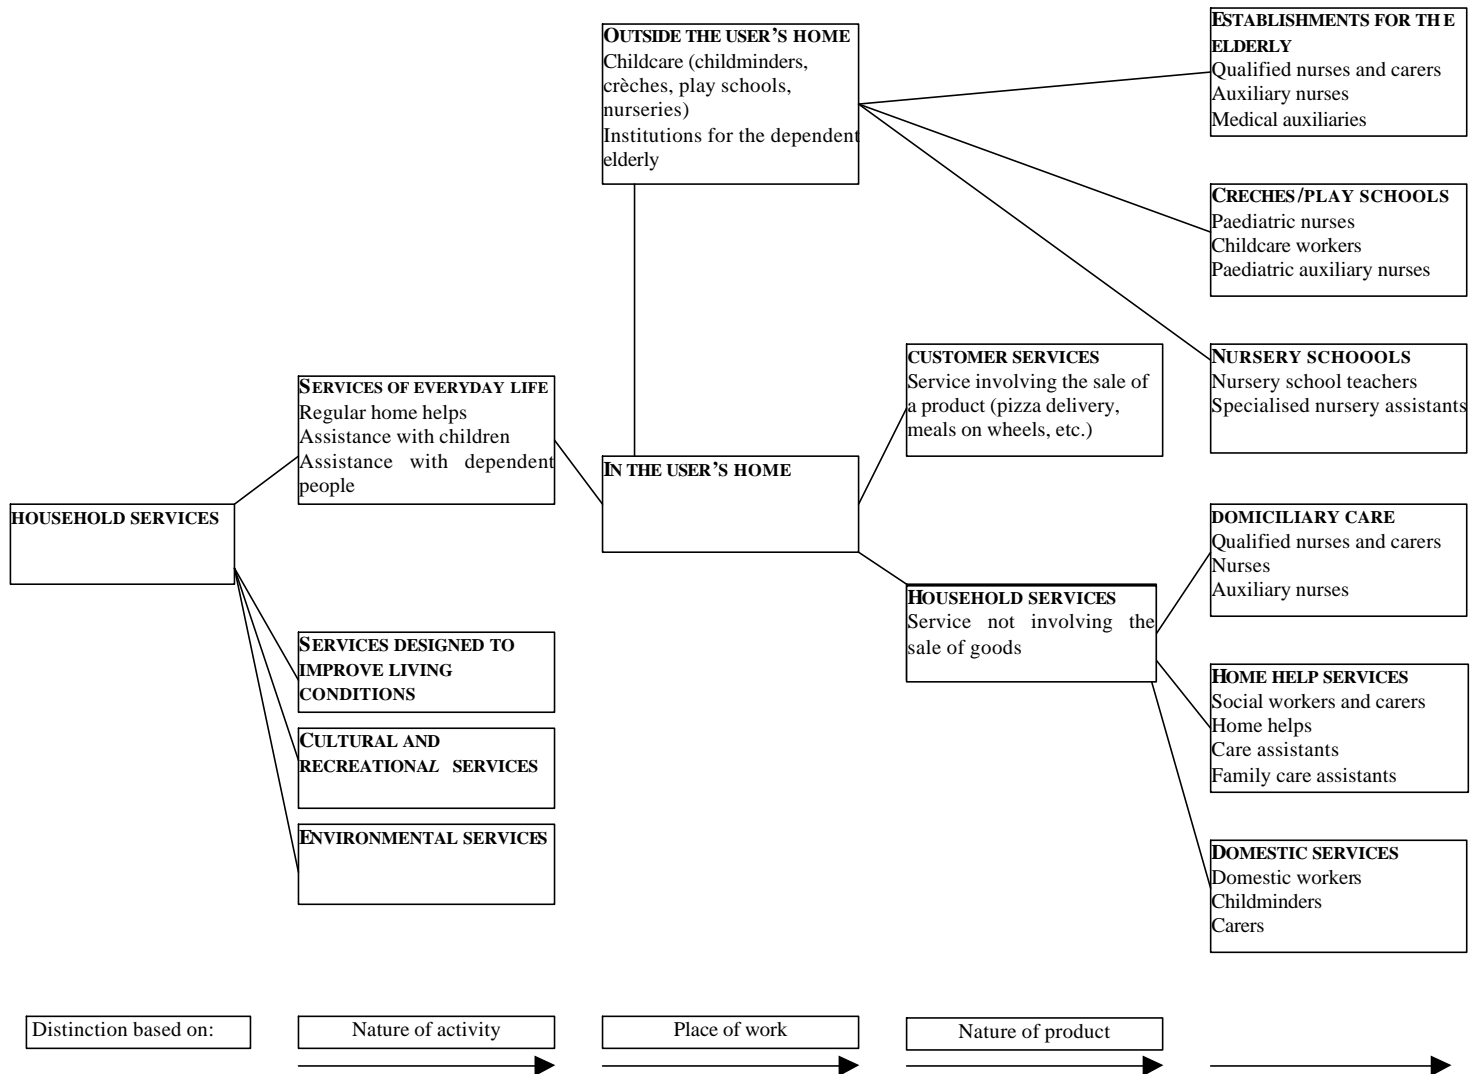 HOUSEHOLD SERVICES
SERVICES OF EVERYDAY LIFE
Regular home helps
Assistance with children
Assistance with dependent
people
SERVICES DESIGNED TO
IMPROVE LIVING
CONDITIONS
CULTURAL AND
RECREATIONAL SERVICES
ENVIRONMENTAL SERVICES
OUTSIDE THE USER’S HOME
Childcare (childminders,
crèches, play schools,
nurseries)
Institutions for the dependent
elderly
IN THE USER’S HOME
CUSTOMER SERVICES
Service involving the sale of
a product (pizza delivery,
meals on wheels, etc.)
HOUSEHOLD SERVICES
Service not involving the
sale of goods
ESTABLISHMENTS FOR THE
ELDERLY
Qualified nurses and carers
Auxiliary nurses
Medical auxiliaries
CRECHES/PLAY SCHOOLS
Paediatric nurses
Childcare workers
Paediatric auxiliary nurses
NURSERY SCHOOOLS
Nursery school teachers
Specialised nursery assistants
DOMICILIARY CARE
Qualified nurses and carers
Nurses
Auxiliary nurses
HOME HELP SERVICES
Social workers and carers
Home helps
Care assistants
Family care assistants
DOMESTIC SERVICES
Domestic workers
Childminders
Carers
Distinction based on:
Nature of activity
Place of work
Nature of product